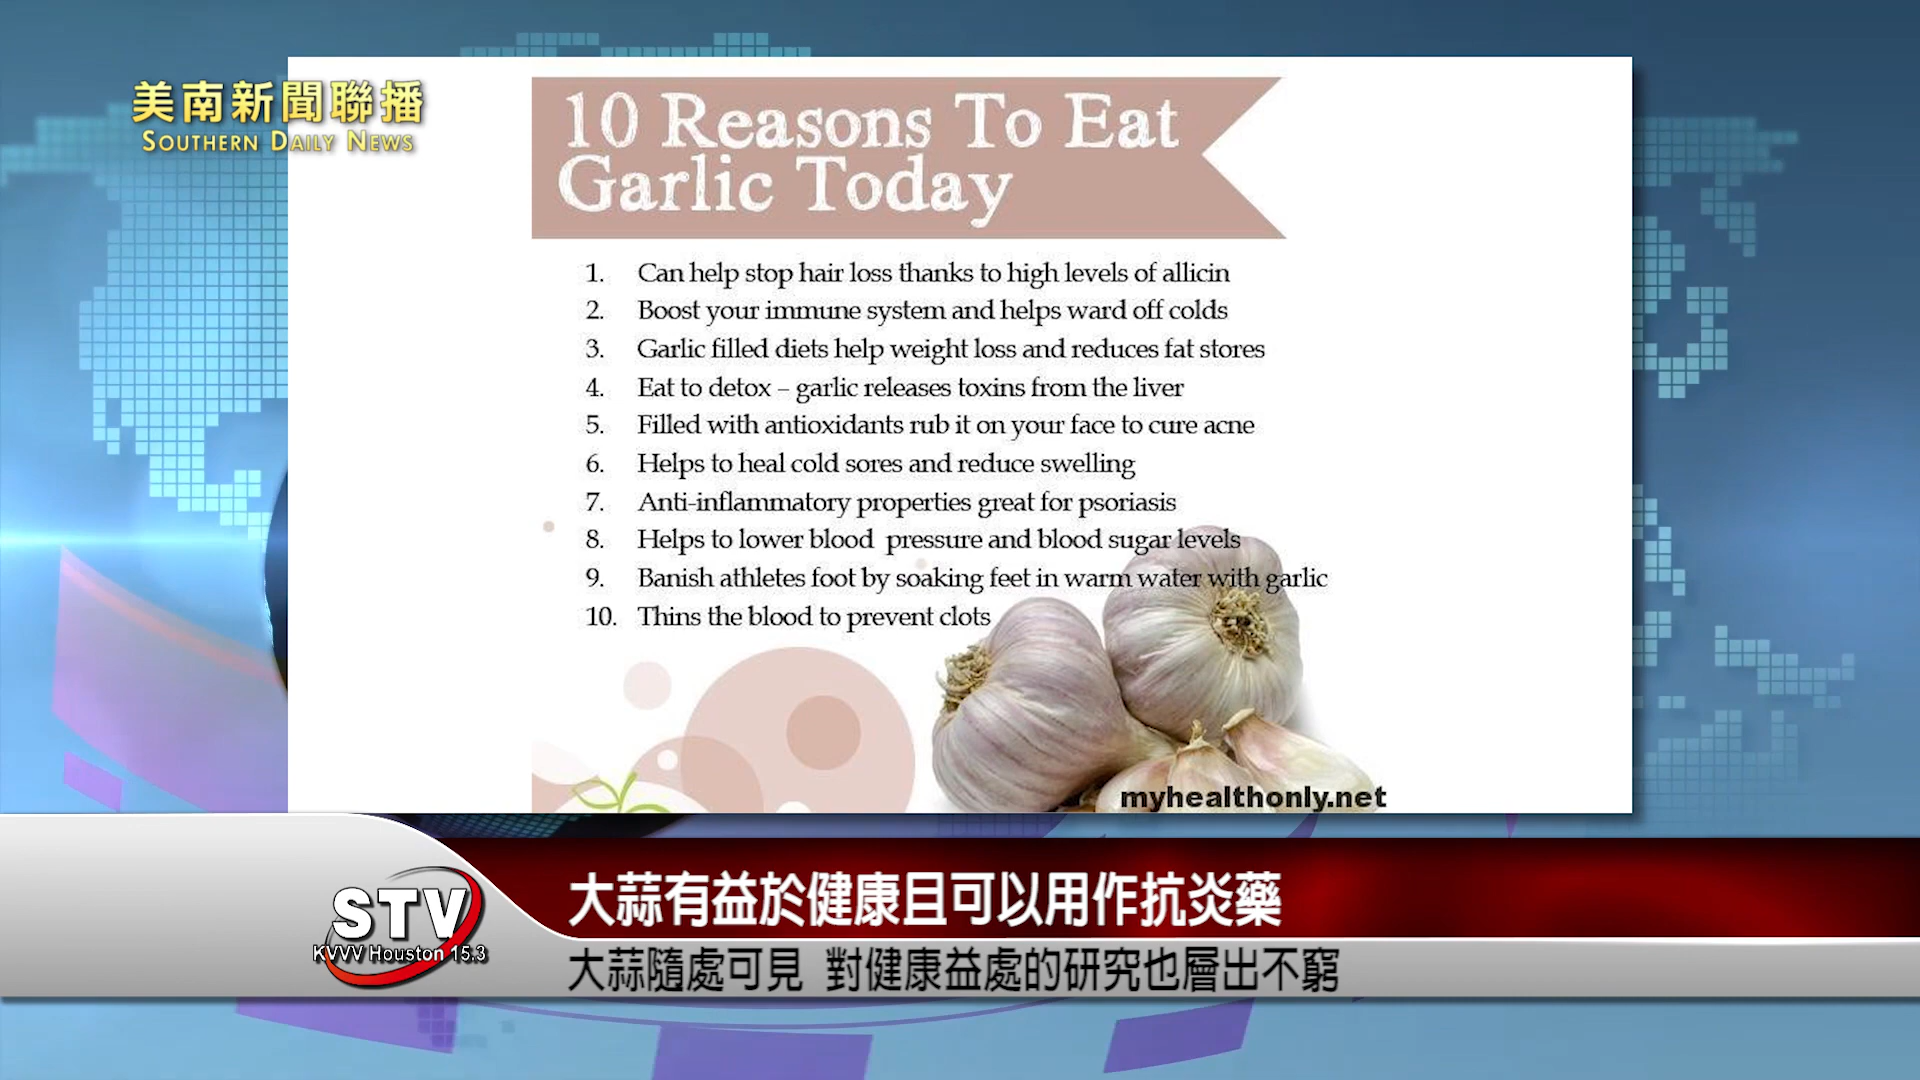 美南新聞聯播
SOUTHERN DAILY NEWS
10 Reasons To Eat
Garlic Today
1. Can help stop hair loss thanks to high levels of allicin
2. Boost your immune system and helps ward off colds
3. Garlic filled diets help weight loss and reduces fat stores
4. Eat to detox – garlic releases toxins from the liver
5. Filled with antioxidants rub it on your face to cure acne
6. Helps to heal cold sores and reduce swelling
7. Anti-inflammatory properties great for psoriasis
8. Helps to lower blood pressure and blood sugar levels
9. Banish athletes foot by soaking feet in warm water with garlic
10. Thins the blood to prevent clots
myhealthonly.net
STV
KVVV Houston 15.3
大蒜有益於健康且可以用作抗炎藥
大蒜隨處可見 對健康益處的研究也層出不窮